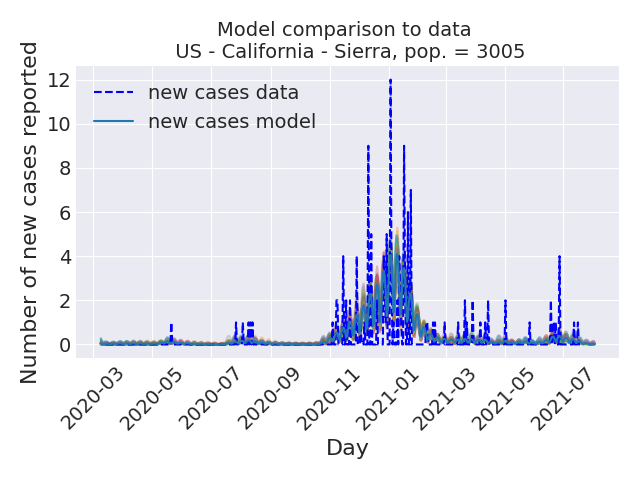 Model comparison to data
US - California - Sierra, pop. = 3005
Number of new cases reported
12
10
8
6
4
2
0
new cases data
new cases model
2020-03
2020-05
2020-07
2020-09
2020-11
2021-01
2021-03
2021-05
2021-07
Day